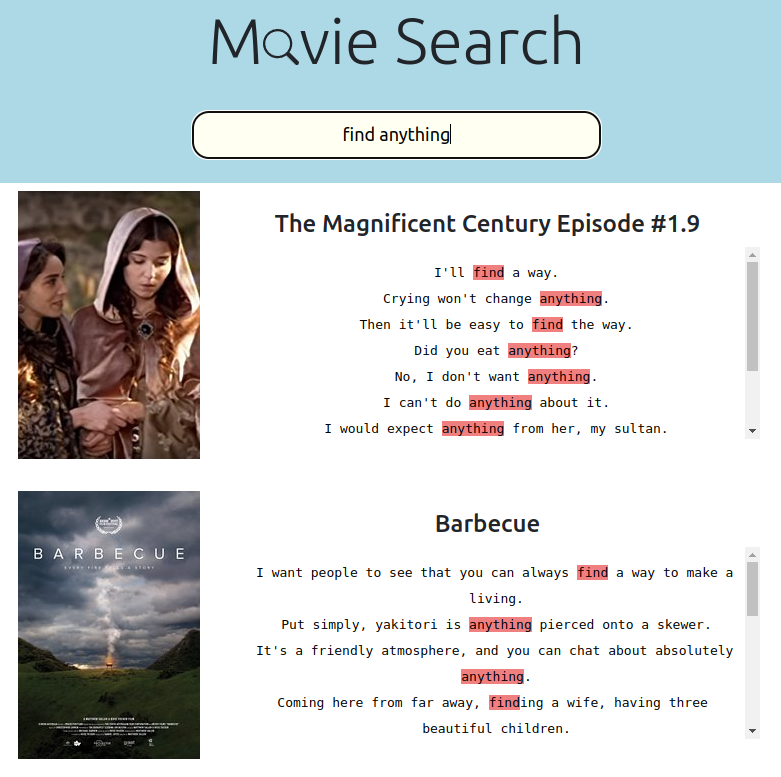 Movie Search
find anything
The Magnificent Century Episode #1.9
I'll find a way.
Crying won't change anything.
Then it'll be easy to find the way.
Did you eat anything?
No, I don't want anything.
I can't do anything about it.
I would expect anything from her, my sultan.
BARBECUE
EVERY FIRE TELLS A STORY
Barbecue
I want people to see that you can always find a way to make a
living.
Put simply, yakitori is anything pierced onto a skewer.
It's a friendly atmosphere, and you can chat about absolutely
anything.
Coming here from far away, finding a wife, having three
beautiful children.